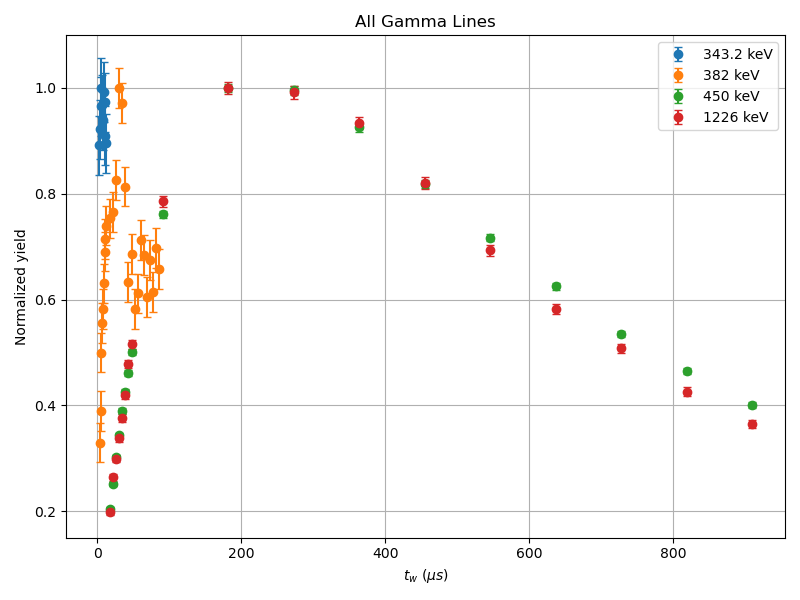 All Gamma Lines
343.2 keV
382 keV
450 keV
1226 keV
Normalized yield
1.0
0.8
0.6
0.4
0.2
0 200 400 600 800
t_w (μs)